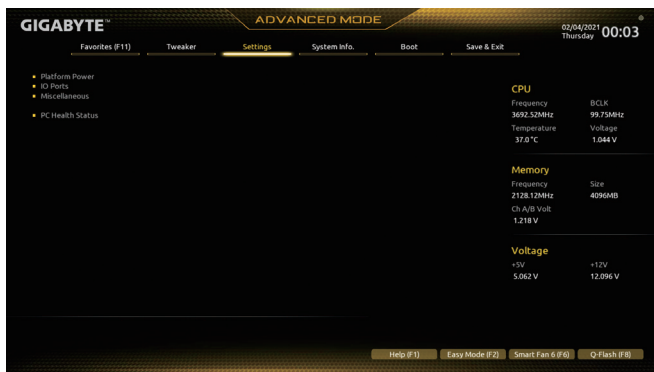 GIGABYTE™
ADVANCED MODE
02/04/2021
Thursday
00:03
Favorites (F11) Tweaker Settings System Info. Boot Save & Exit
Platform Power
IO Ports
Miscellaneous
PC Health Status
CPU
Frequency BCLK
3692.52MHz 99.75MHz
Temperature Voltage
37.0 °C 1.044 V
Memory
Frequency Size
2128.12MHz 4096MB
Ch A/B Volt
1.218 V
Voltage
+5V +12V
5.062 V 12.096 V
Help (F1) Easy Mode (F2) Smart Fan 6 (F6) Q-Flash (F8)